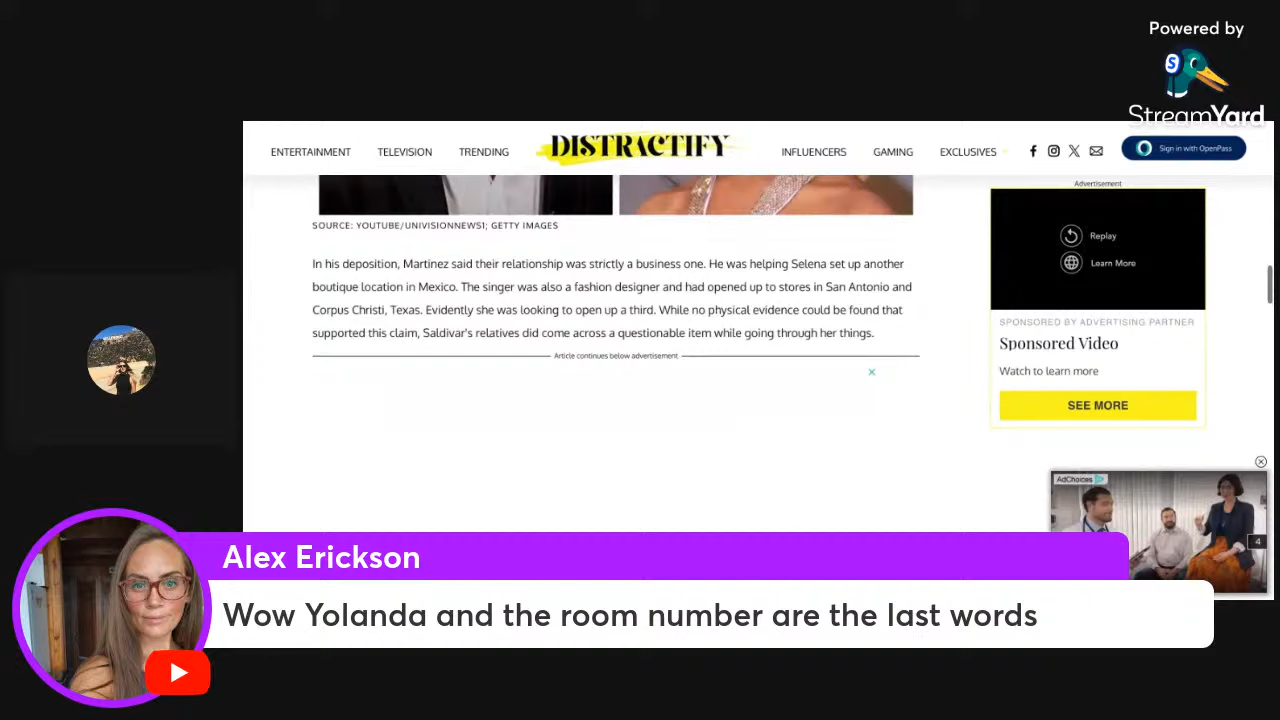 Powered by
StreamYard
ENTERTAINMENT TELEVISION TRENDING DISTRACTIFY INFLUENCERS GAMING EXCLUSIVES Sign in with OpenPass
Advertisement
SOURCE: YOUTUBE/UNIVISIONNEWS1; GETTY IMAGES
In his deposition, Martinez said their relationship was strictly a business one. He was helping Selena set up another
boutique location in Mexico. The singer was also a fashion designer and had opened up to stores in San Antonio and
Corpus Christi, Texas. Evidently she was looking to open up a third. While no physical evidence could be found that
supported this claim, Saldivar's relatives did come across a questionable item while going through her things.
Article continues below advertisement
Replay
Learn More
SPONSORED BY ADVERTISING PARTNER
Sponsored Video
Watch to learn more
SEE MORE
AdChoices
4
Alex Erickson
Wow Yolanda and the room number are the last words